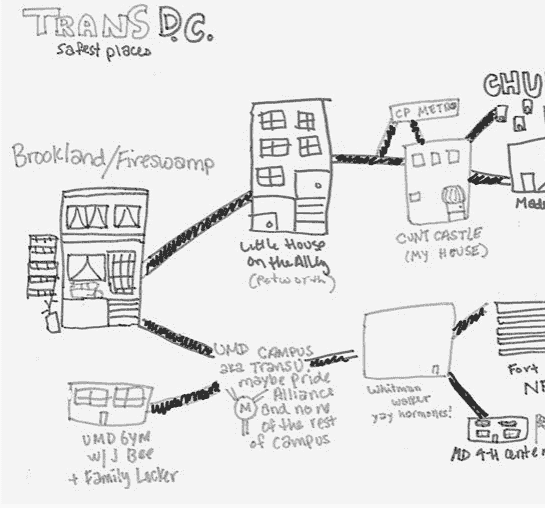 TRANS D.C.
safest places
CHU
CP METRO
Brookland/Fireswamp
Little House
on the Alley
(Petworth)
CUNT CASTLE
(MY HOUSE)
UMD CAMPUS
aka TransU?
maybe Pride
Alliance
M
and none
of the rest
of campus
Whitman
walker
yay hormones!
Fort
UMD GYM
w/ J Bee
+ Family Locker
MD 4-H Cente